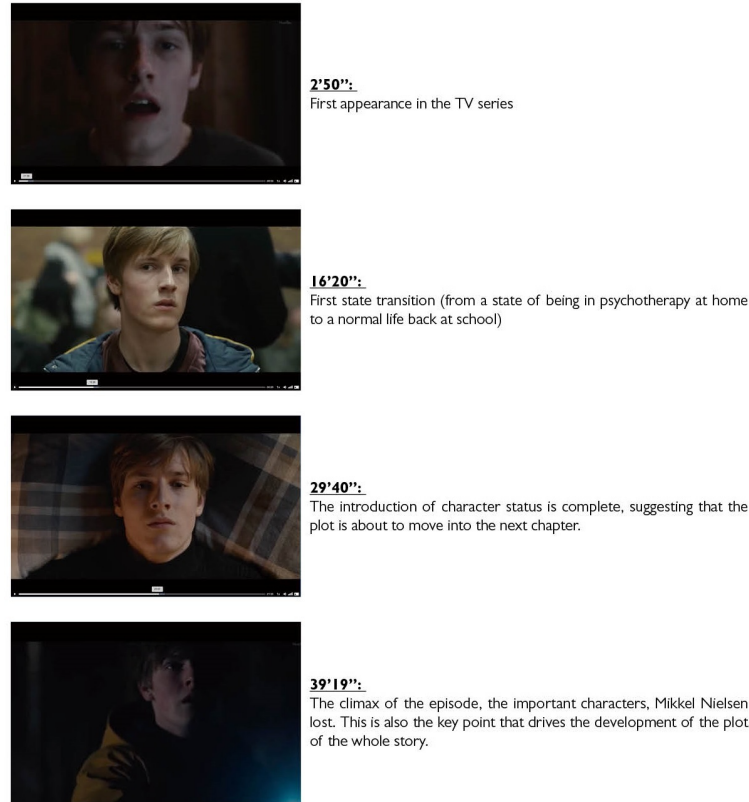 2'50":
First appearance in the TV series
16'20":
First state transition (from a state of being in psychotherapy at home
to a normal life back at school)
29'40":
The introduction of character status is complete, suggesting that the
plot is about to move into the next chapter.
39'19":
The climax of the episode, the important characters, Mikkel Nielsen
lost. This is also the key point that drives the development of the plot
of the whole story.